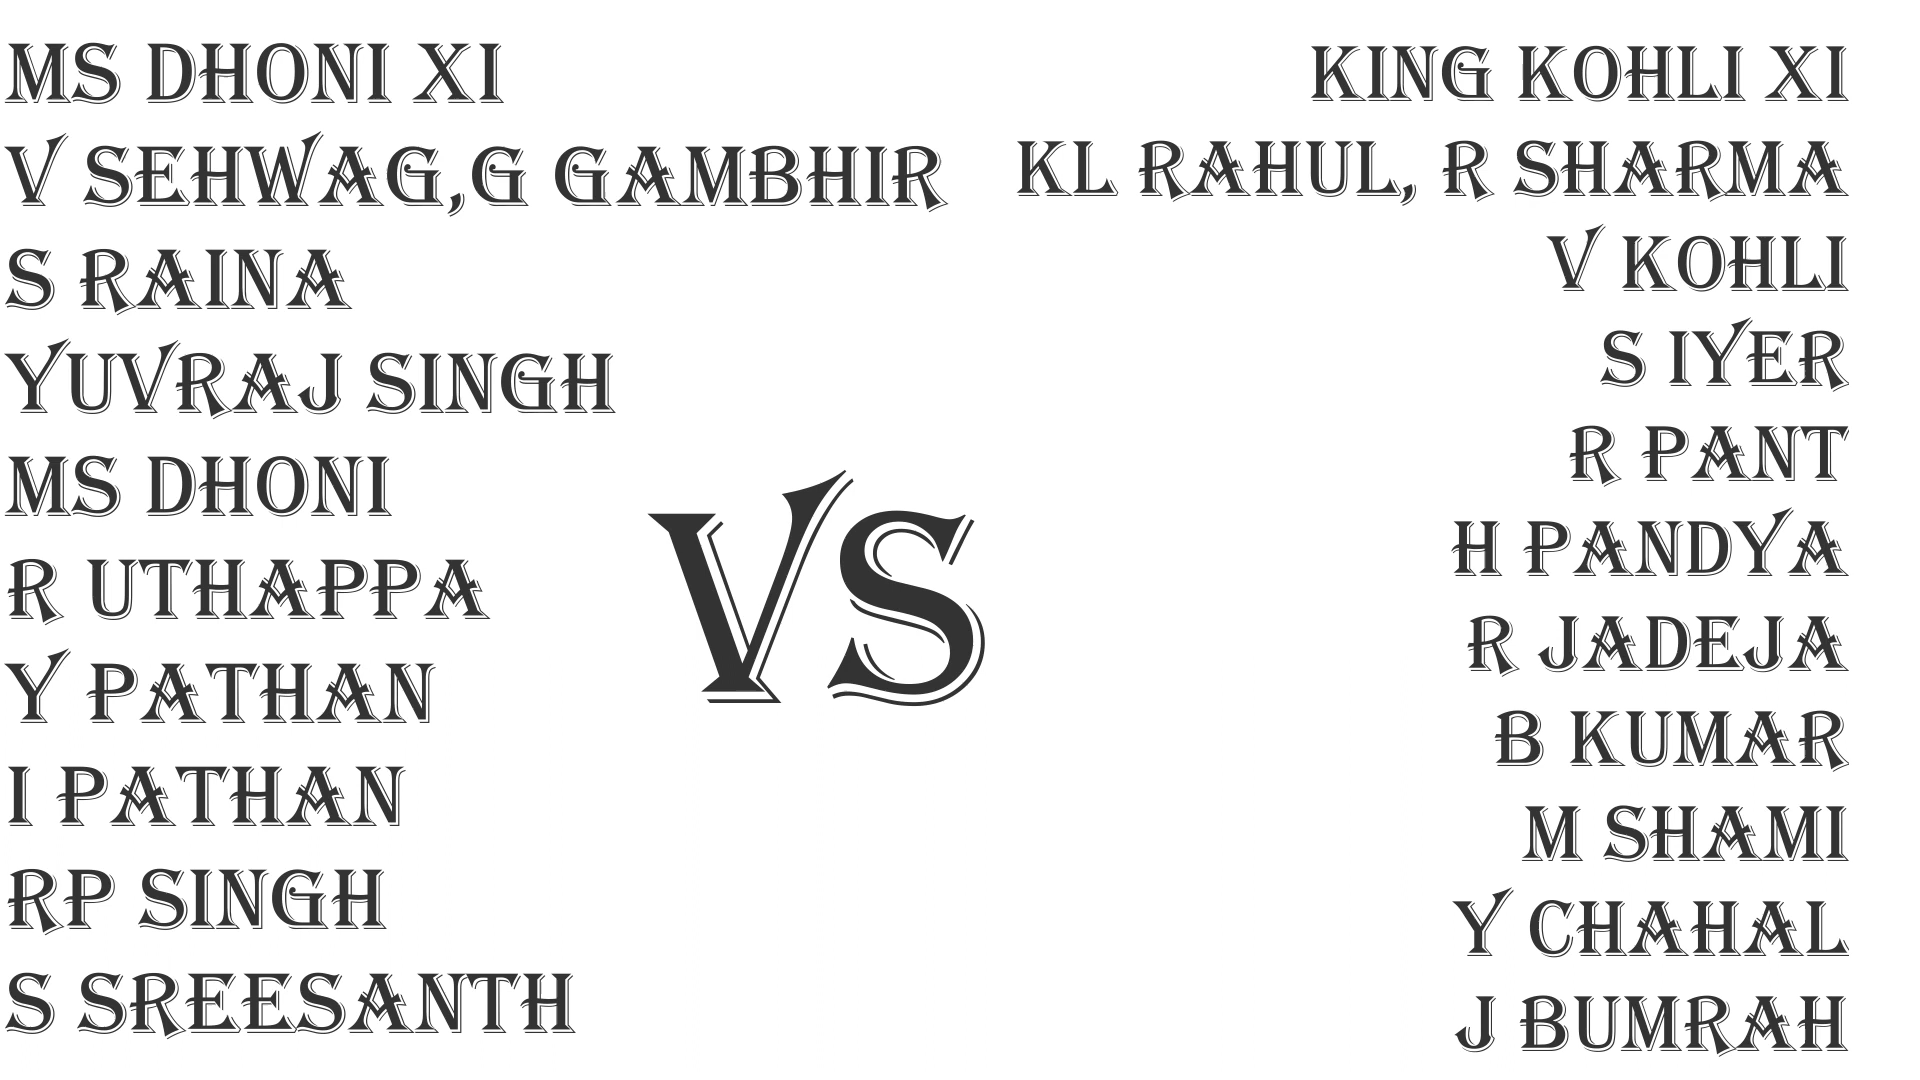 MS DHONI XI
V SEHWAG,G GAMBHIR
S RAINA
YUVRAJ SINGH
MS DHONI
R UTHAPPA
Y PATHAN
I PATHAN
RP SINGH
S SREESANTH
VS
KING KOHLI XI
KL RAHUL, R SHARMA
V KOHLI
S IYER
R PANT
H PANDYA
R JADEJA
B KUMAR
M SHAMI
Y CHAHAL
J BUMRAH